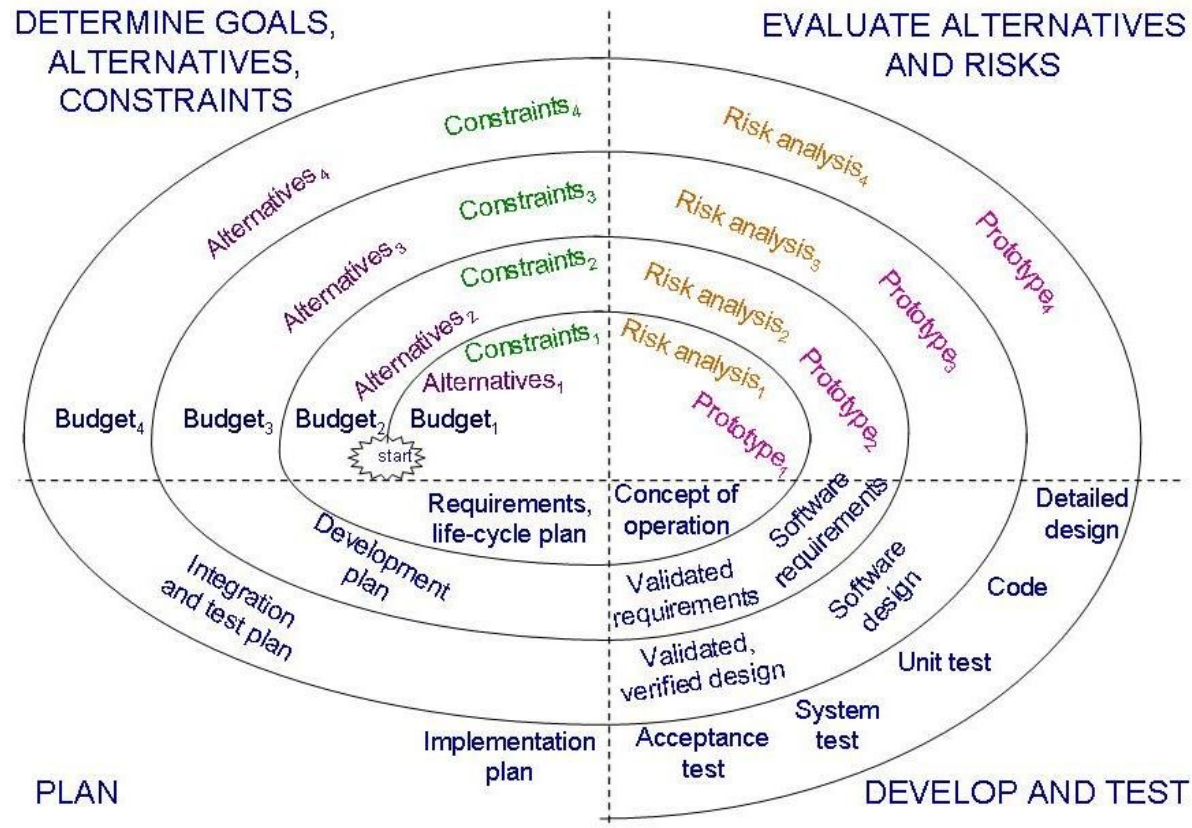 DETERMINE GOALS,
ALTERNATIVES,
CONSTRAINTS
EVALUATE ALTERNATIVES
AND RISKS
Constraints₄
Alternatives₄
Constraints₃
Alternatives₃
Constraints₂
Alternatives₂
Constraints₁
Alternatives₁
Risk analysis₄
Risk analysis₃
Risk analysis₂
Risk analysis₁
Prototype₄
Prototype₃
Prototype₂
Prototype₁
Budget₄
Budget₃
Budget₂
Budget₁
start
Requirements,
life-cycle plan
Concept of
operation
Software
requirements
Detailed
design
Development
plan
Validated
requirements
Software
design
Code
Integration
and test plan
Validated,
verified design
Unit test
System
test
Implementation
plan
Acceptance
test
PLAN
DEVELOP AND TEST